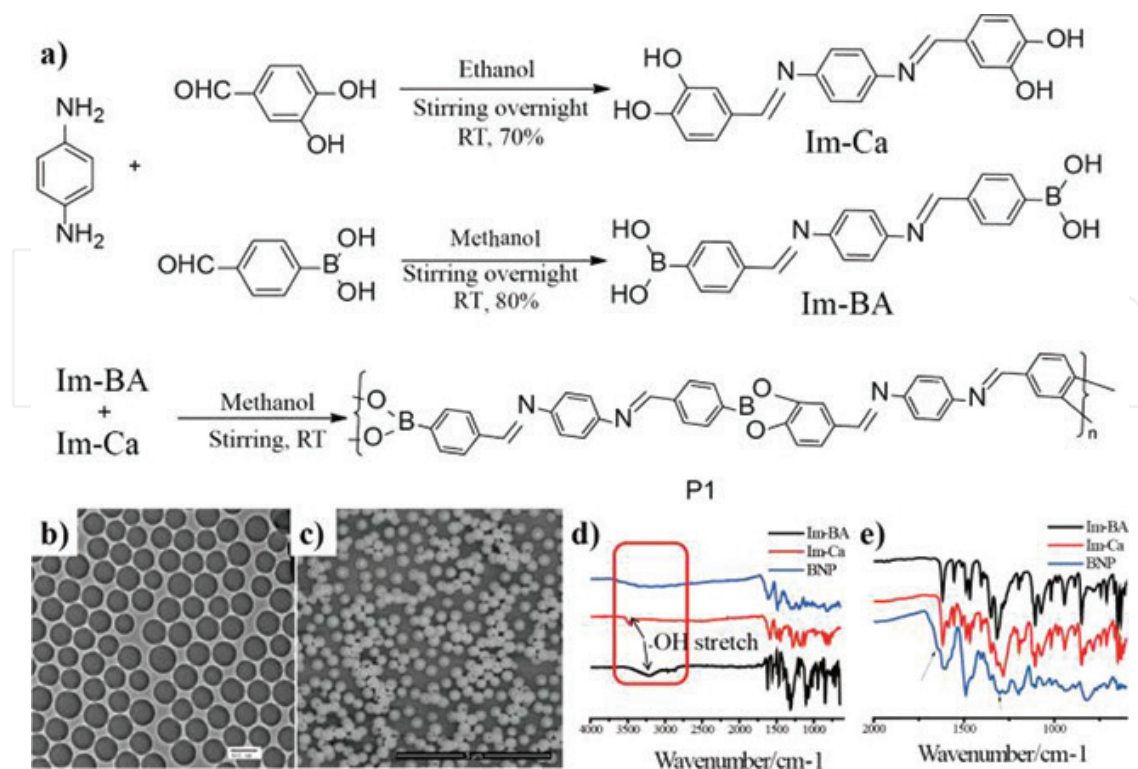 a)
NH2
NH2
+
CHO
OH
OH
Ethanol
Stirring overnight
RT, 70%
HO
HO
N
N
OH
OH
Im-Ca
OHC
B
OH
OH
Methanol
Stirring overnight
RT, 80%
HO
B
HO
N
N
B
OH
OH
Im-BA
Im-BA
+
Im-Ca
Methanol
Stirring, RT
O
O
B
N
N
B
O
O
N
N
n
P1
b)
c)
d)
Im-BA
Im-Ca
BNP
-OH stretch
4000 3500 3000 2500 2000 1500 1000
Wavenumber/cm-1
e)
Im-BA
Im-Ca
BNP
2000 1500 1000
Wavenumber/cm-1